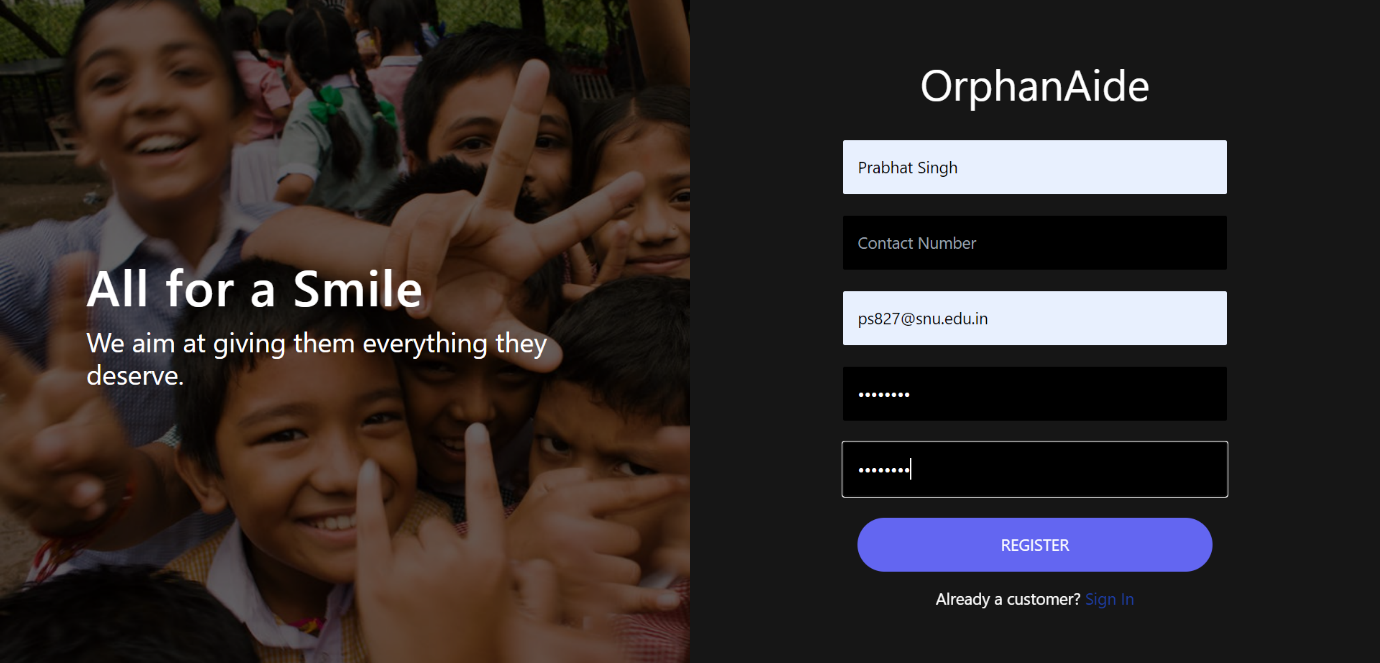 All for a Smile
We aim at giving them everything they
deserve.
OrphanAide
Prabhat Singh
Contact Number
ps827@snu.edu.in
••••••••
••••••••
REGISTER
Already a customer? Sign In